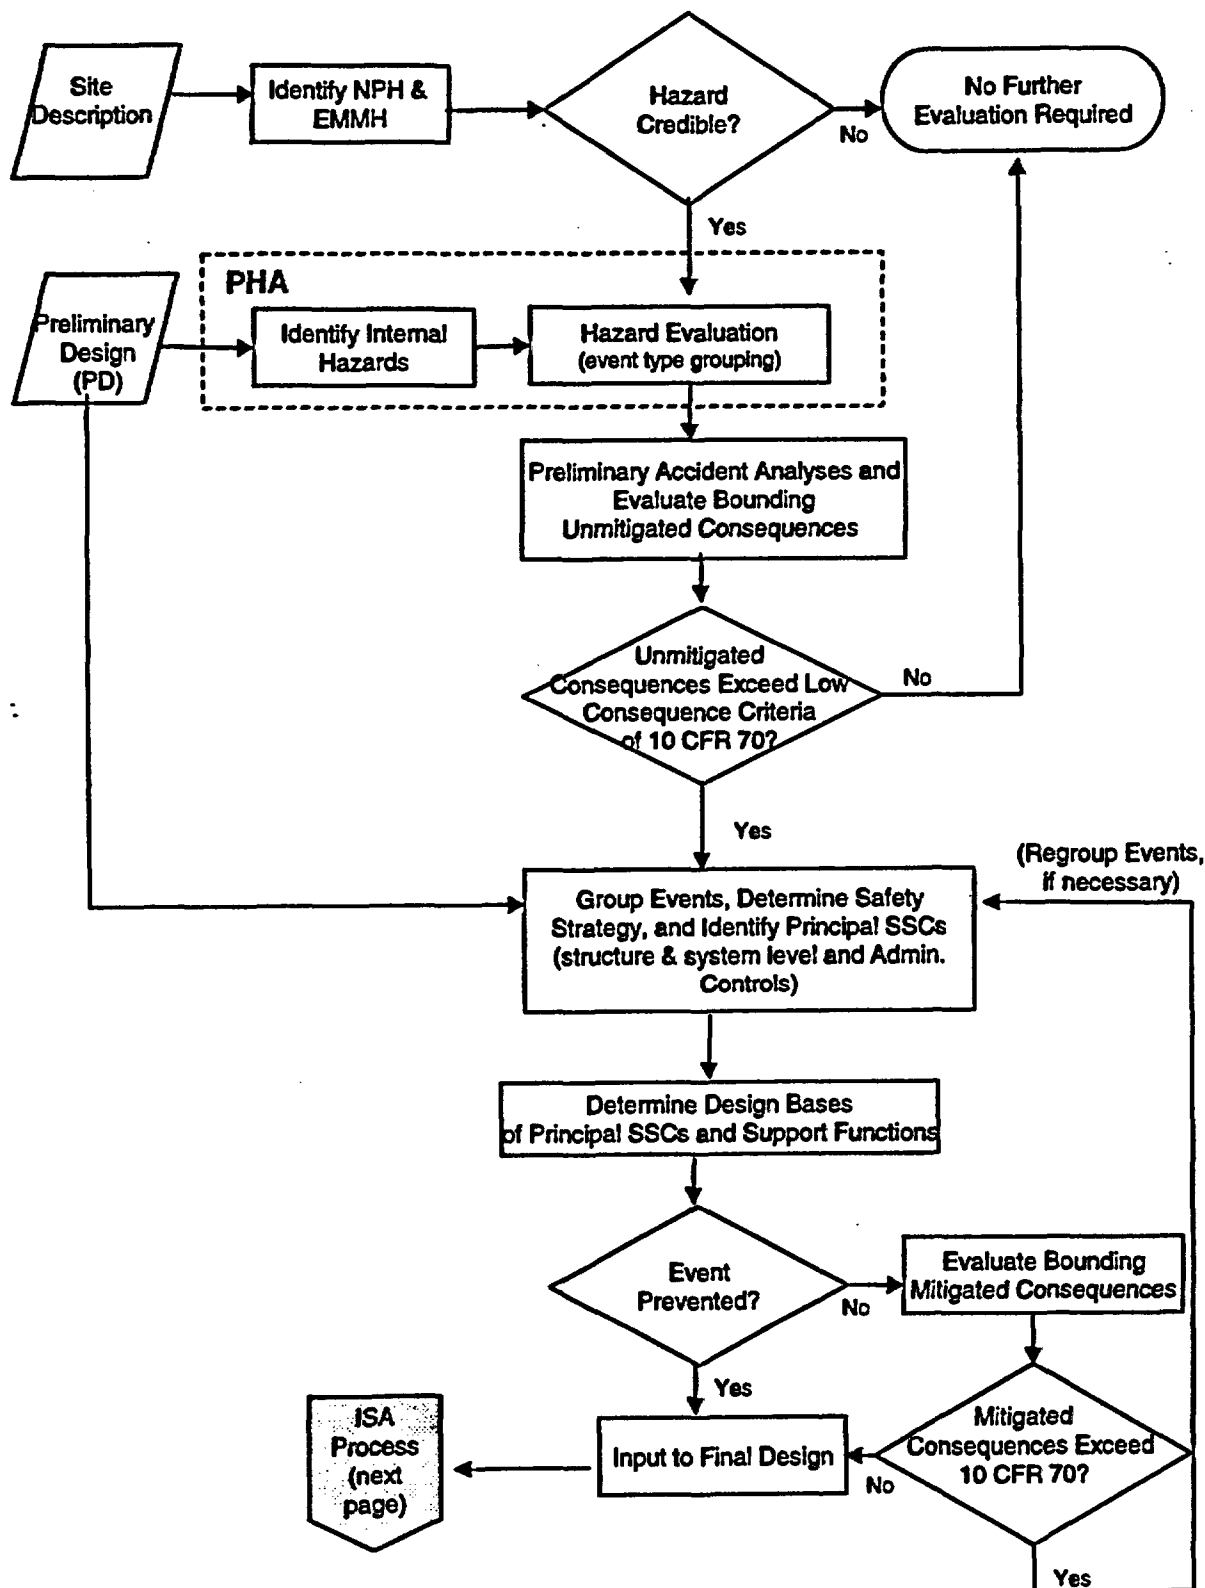 Site
Description
Identify NPH &
EMMH
Hazard
Credible?
No
No Further
Evaluation Required
Yes
PHA
Preliminary
Design
(PD)
Identify Internal
Hazards
Hazard Evaluation
(event type grouping)
Preliminary Accident Analyses and
Evaluate Bounding
Unmitigated Consequences
Unmitigated
Consequences Exceed Low
Consequence Criteria
of 10 CFR 70?
No
Yes
(Regroup Events,
if necessary)
Group Events, Determine Safety
Strategy, and Identify Principal SSCs
(structure & system level and Admin.
Controls)
Determine Design Bases
of Principal SSCs and Support Functions
Event
Prevented?
No
Evaluate Bounding
Mitigated Consequences
Yes
Mitigated
Consequences Exceed
10 CFR 70?
No
Input to Final Design
ISA
Process
(next
page)
Yes